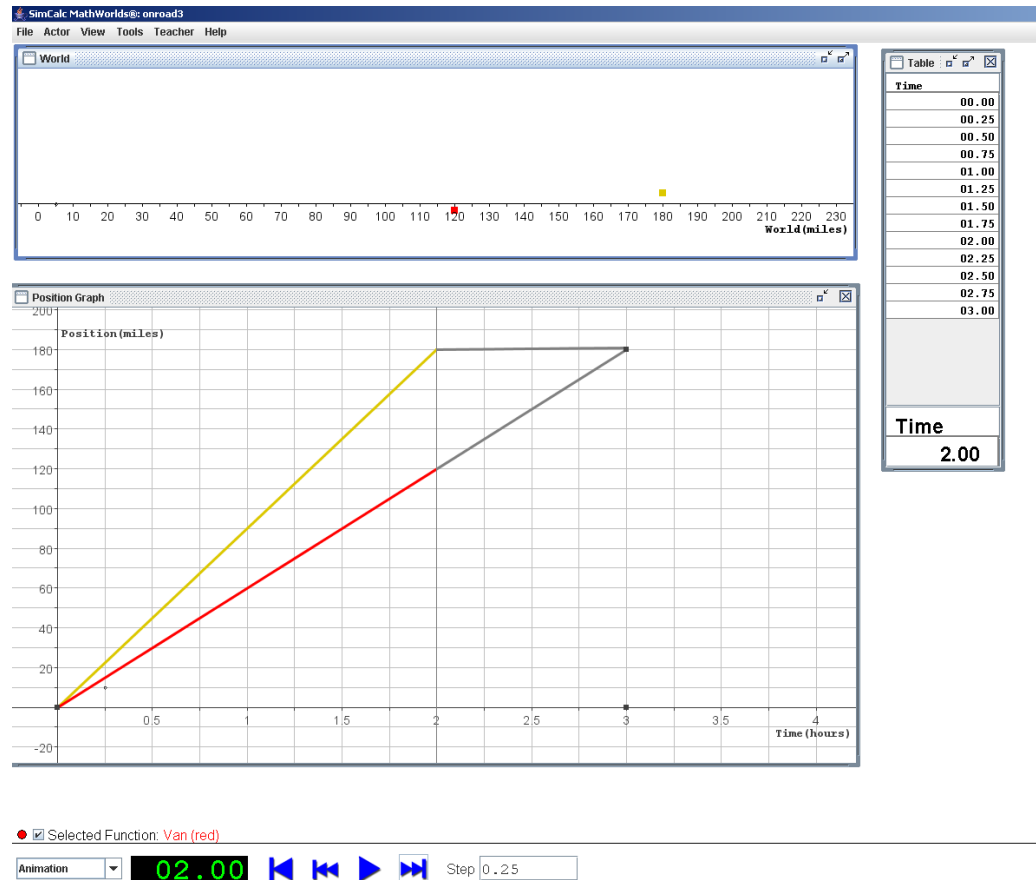 SimCalc MathWorlds®: onroad3
File Actor View Tools Teacher Help
World
0 10 20 30 40 50 60 70 80 90 100 110 120 130 140 150 160 170 180 190 200 210 220 230
World(miles)
Table
Time
00.00
00.25
00.50
00.75
01.00
01.25
01.50
01.75
02.00
02.25
02.50
02.75
03.00
Time
2.00
Position Graph
200
Position(miles)
180
160
140
120
100
80
60
40
20
0.5 1 1.5 2 2.5 3 3.5 4
Time(hours)
-20
Selected Function: Van (red)
Animation 02.00 Step 0.25